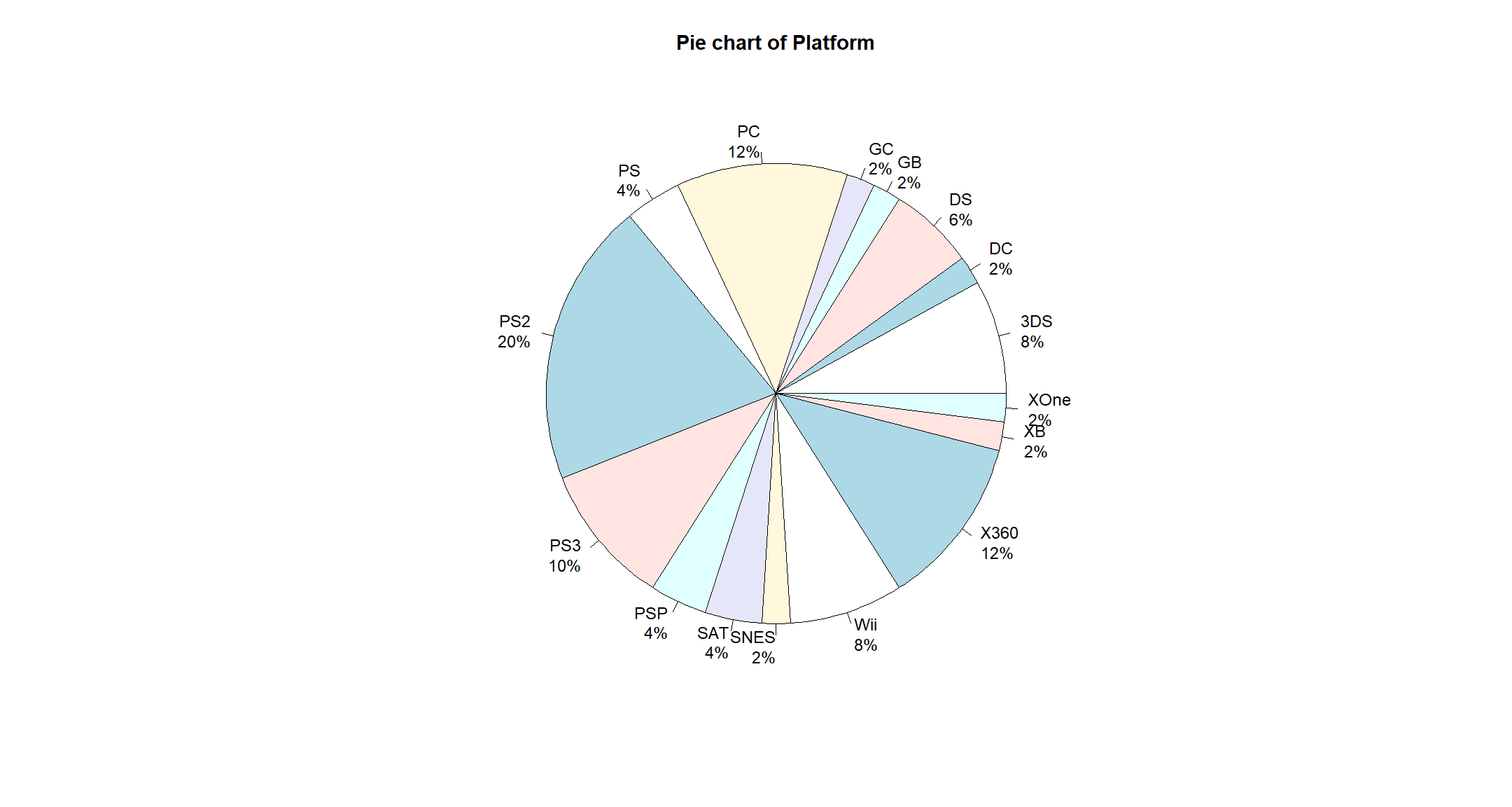 Pie chart of Platform
PC
12%
GC
2%
GB
2%
DS
6%
DC
2%
3DS
8%
XOne
2%
XB
2%
X360
12%
Wii
8%
SNES
2%
SAT
4%
PSP
4%
PS3
10%
PS2
20%
PS
4%